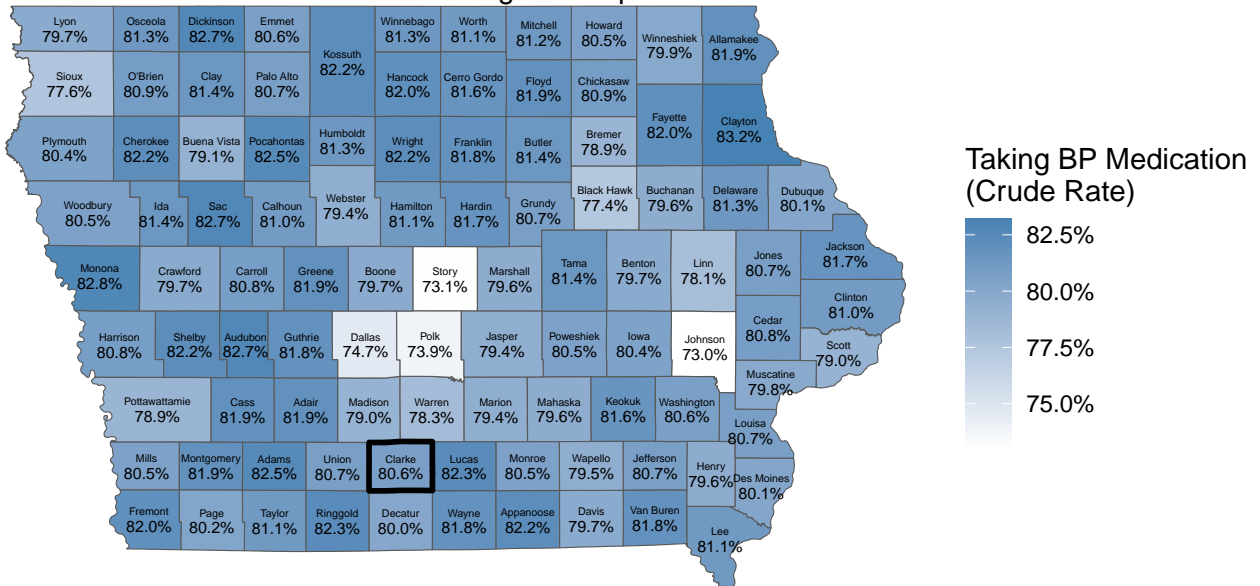 Lyon
79.7%
Osceola
81.3%
Dickinson
82.7%
Emmet
80.6%
Kossuth
82.2%
Winnebago
81.3%
Worth
81.1%
Mitchell
81.2%
Howard
80.5%
Winneshiek
79.9%
Allamakee
81.9%
Sioux
77.6%
O'Brien
80.9%
Clay
81.4%
Palo Alto
80.7%
Hancock
82.0%
Cerro Gordo
81.6%
Floyd
81.9%
Chickasaw
80.9%
Fayette
82.0%
Clayton
83.2%
Plymouth
80.4%
Cherokee
82.2%
Buena Vista
79.1%
Pocahontas
82.5%
Humboldt
81.3%
Wright
82.2%
Franklin
81.8%
Butler
81.4%
Bremer
78.9%
Woodbury
80.5%
Ida
81.4%
Sac
82.7%
Calhoun
81.0%
Webster
79.4%
Hamilton
81.1%
Hardin
81.7%
Grundy
80.7%
Black Hawk
77.4%
Buchanan
79.6%
Delaware
81.3%
Dubuque
80.1%
Monona
82.8%
Crawford
79.7%
Carroll
80.8%
Greene
81.9%
Boone
79.7%
Story
73.1%
Marshall
79.6%
Tama
81.4%
Benton
79.7%
Linn
78.1%
Jones
80.7%
Jackson
81.7%
Clinton
81.0%
Harrison
80.8%
Shelby
82.2%
Audubon
82.7%
Guthrie
81.8%
Dallas
74.7%
Polk
73.9%
Jasper
79.4%
Poweshiek
80.5%
Iowa
80.4%
Johnson
73.0%
Cedar
80.8%
Scott
79.0%
Muscatine
79.8%
Pottawattamie
78.9%
Cass
81.9%
Adair
81.9%
Madison
79.0%
Warren
78.3%
Marion
79.4%
Mahaska
79.6%
Keokuk
81.6%
Washington
80.6%
Louisa
80.7%
Mills
80.5%
Montgomery
81.9%
Adams
82.5%
Union
80.7%
Clarke
80.6%
Lucas
82.3%
Monroe
80.5%
Wapello
79.5%
Jefferson
80.7%
Henry
79.6%
Des Moines
80.1%
Fremont
82.0%
Page
80.2%
Taylor
81.1%
Ringgold
82.3%
Decatur
80.0%
Wayne
81.8%
Appanoose
82.2%
Davis
79.7%
Van Buren
81.8%
Lee
81.1%
Taking BP Medication
(Crude Rate)
82.5%
80.0%
77.5%
75.0%